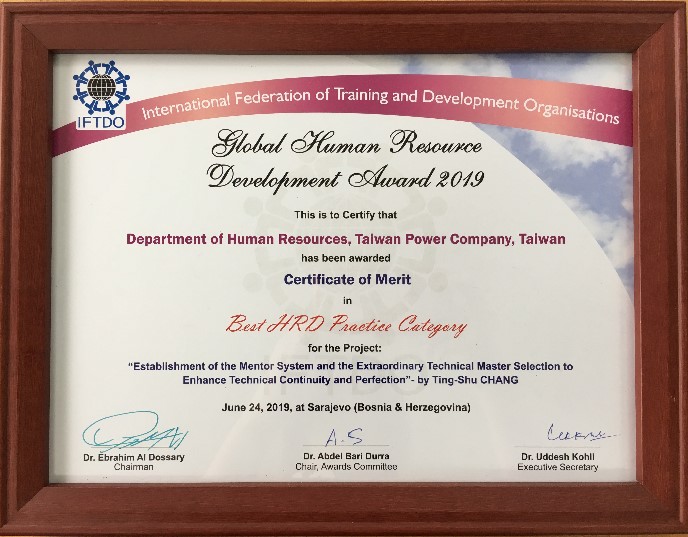 IFTDO
International Federation of Training and Development Organisations
Global Human Resource
Development Award 2019
This is to Certify that
Department of Human Resources, Taiwan Power Company, Taiwan
has been awarded
Certificate of Merit
in
Best HRD Practice Category
for the Project:
“Establishment of the Mentor System and the Extraordinary Technical Master Selection to
Enhance Technical Continuity and Perfection”- by Ting-Shu CHANG
IFTDO
June 24, 2019, at Sarajevo (Bosnia & Herzegovina)
A.S
Dr. Ebrahim Al Dossary
Chairman
Dr. Abdel Bari Durra
Chair, Awards Committee
Dr. Uddesh Kohli
Executive Secretary